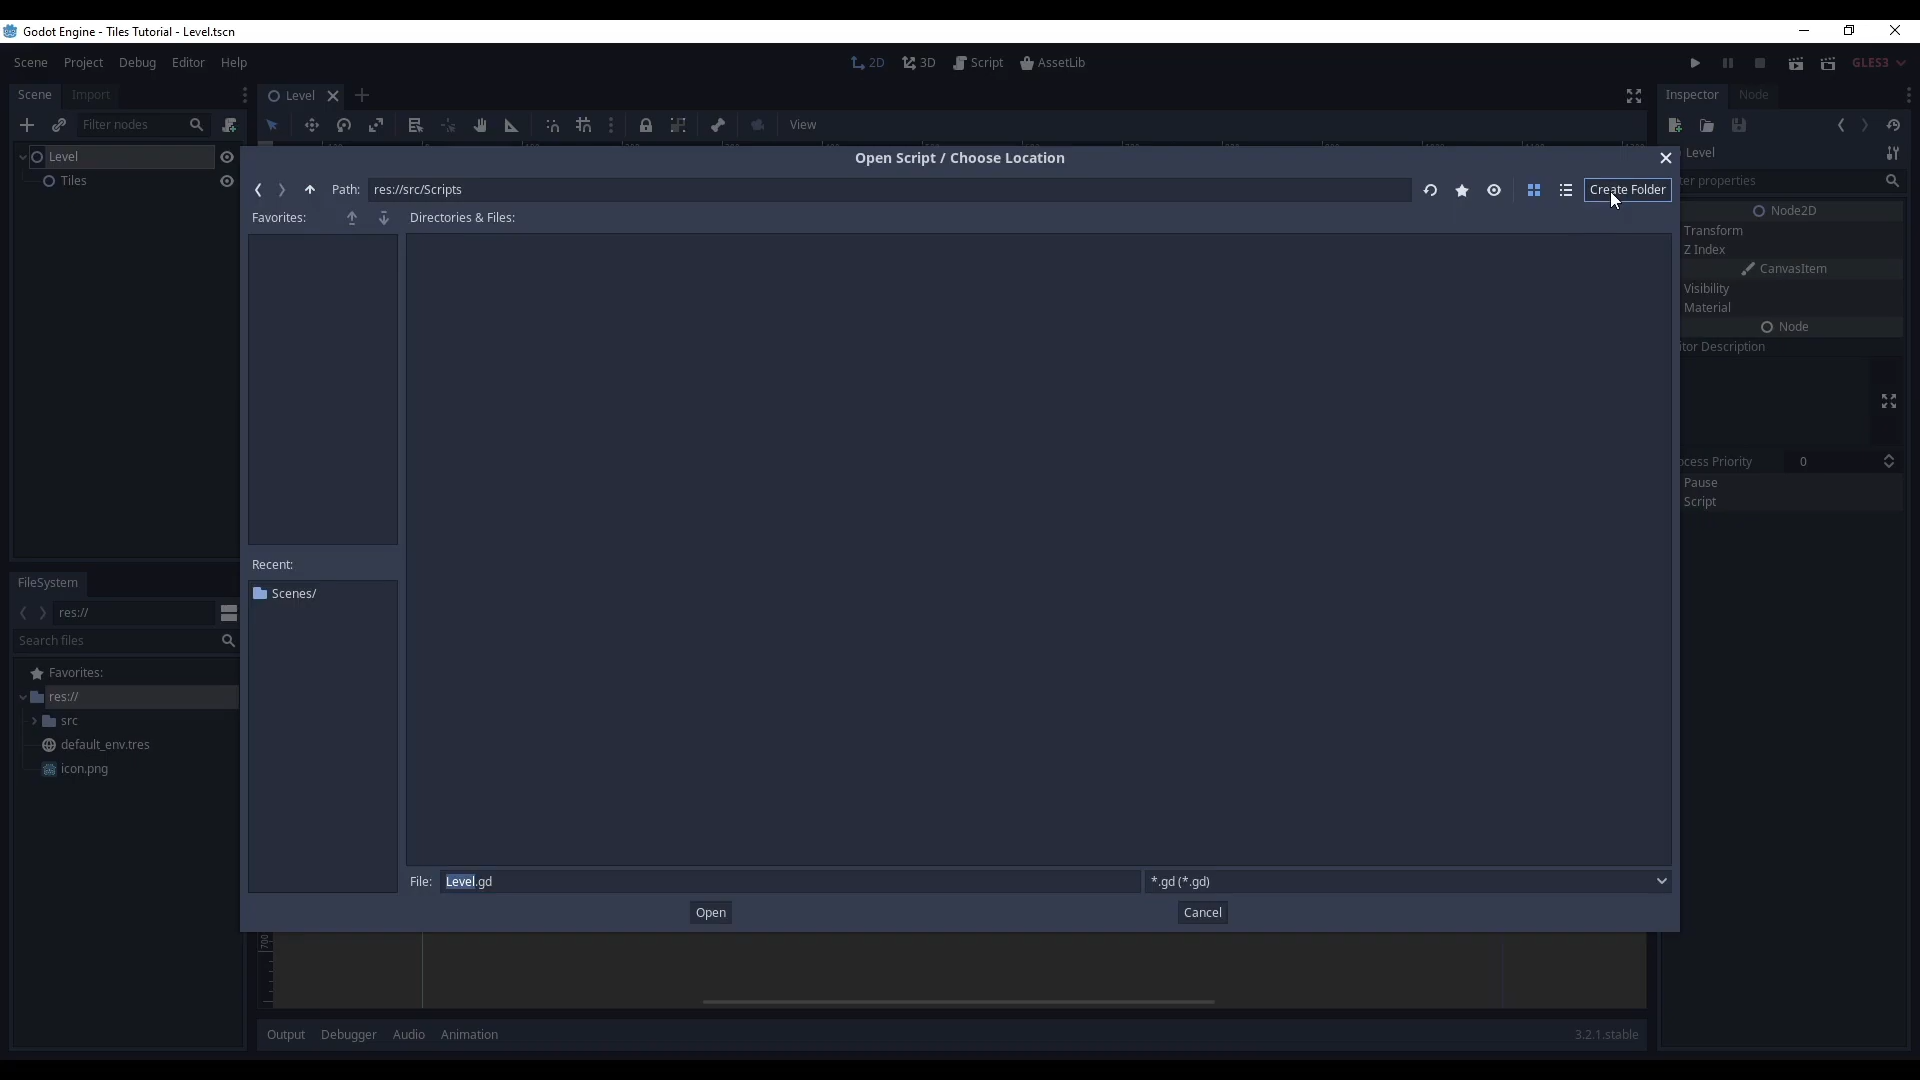 Godot Engine - Tiles Tutorial - Level.tscn
Scene Project Debug Editor Help
2D 3D Script AssetLib
GLES3
Scene Import
Level
Inspector Node
Filter nodes
View
Level
Tiles
Open Script / Choose Location
Level
Path: res://src/Scripts
Create Folder
ter properties
Favorites:
Directories & Files:
Node2D
Transform
Z Index
CanvasItem
Visibility
Material
Node
tor Description
ocess Priority 0
Pause
Script
Recent:
Scenes/
FileSystem
res://
Search files
Favorites:
res://
src
default_env.tres
icon.png
File: Level.gd
*.gd (*.gd)
Open
Cancel
700
Output Debugger Audio Animation
3.2.1.stable